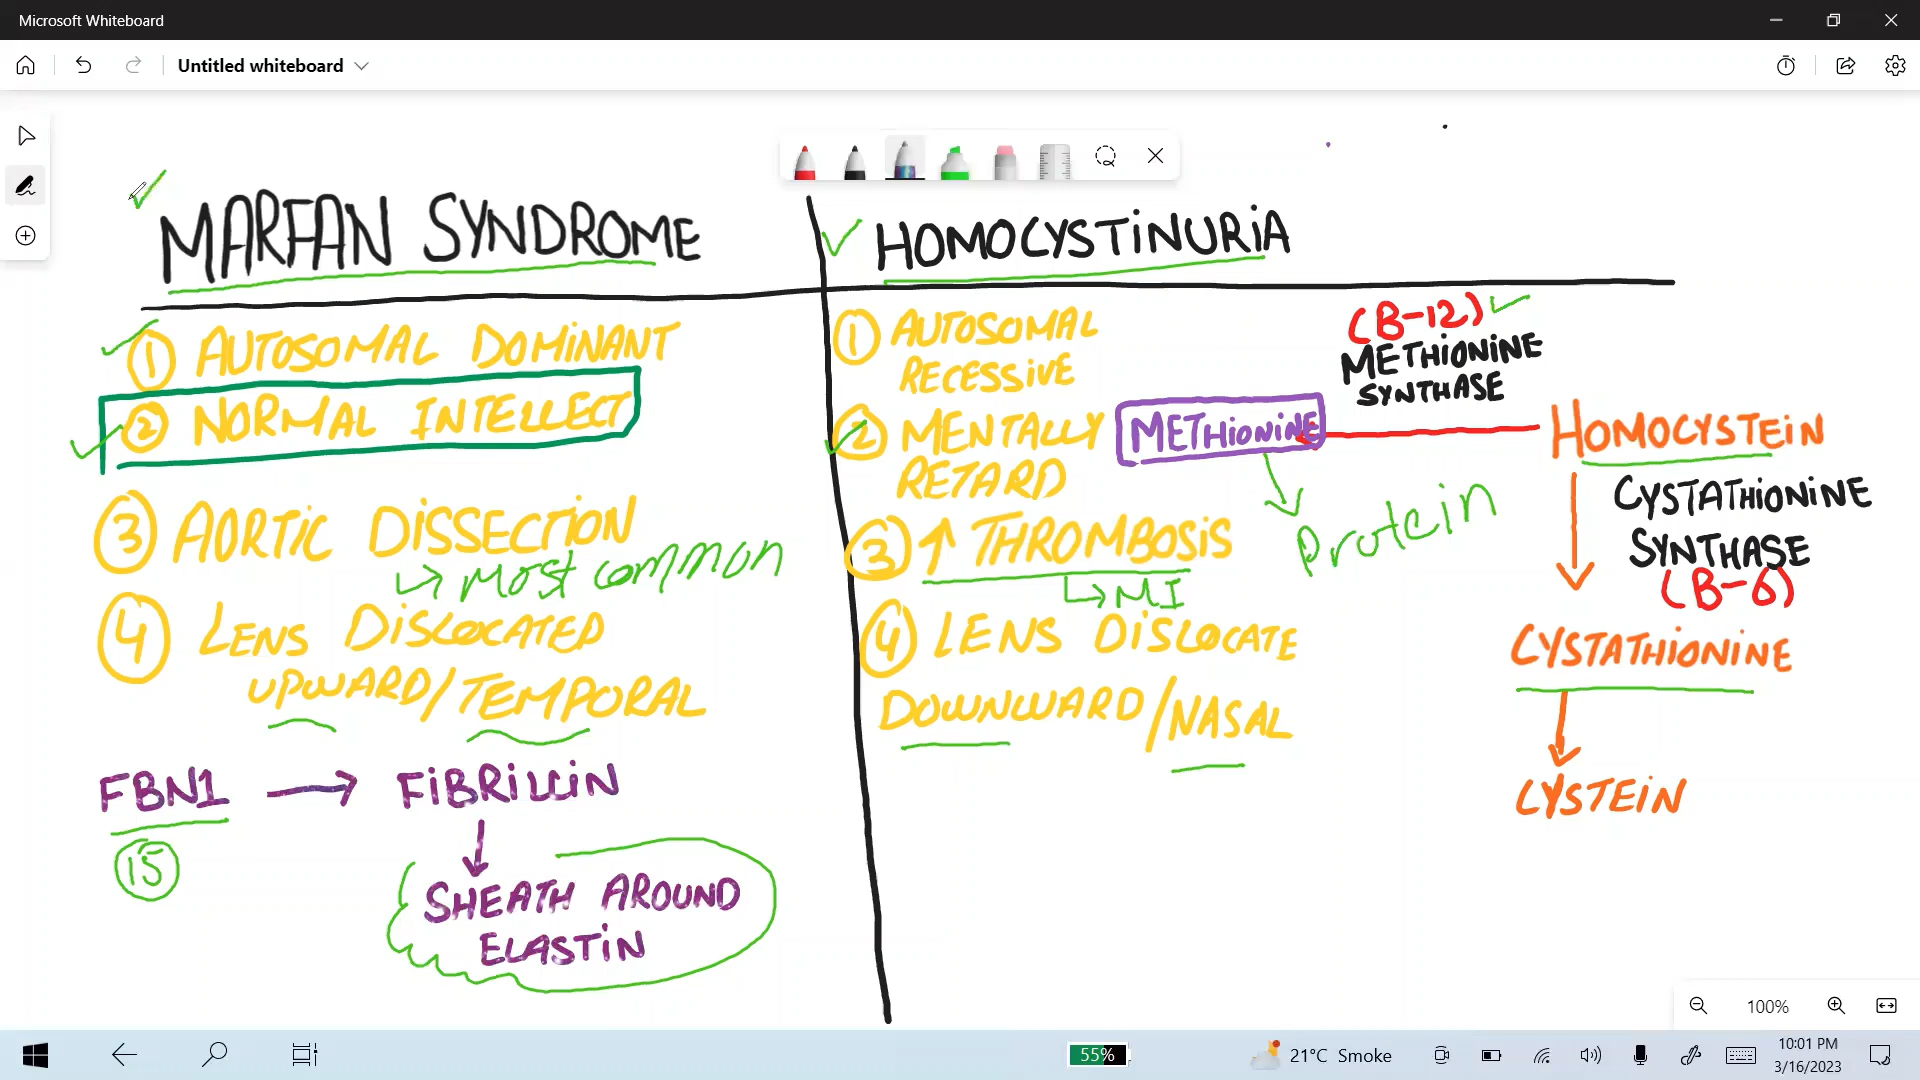 Microsoft Whiteboard
Untitled whiteboard
MARFAN SYNDROME
① AUTOSOMAL DOMINANT
② NORMAL INTELLECT
③ AORTIC DISSECTION
↳ Most common
④ LENS DISLOCATED
UPWARD/TEMPORAL
FBN1 → FIBRILLIN
15
SHEATH AROUND
ELASTIN
HOMOCYSTINURIA
① AUTOSOMAL
RECESSIVE
② MENTALLY
RETARD
③ ↑ THROMBOSIS
↳ MI
④ LENS DISLOCATE
DOWNWARD/NASAL
(B-12)
METHIONINE
SYNTHASE
METHIONINE
HOMOCYSTEIN
Protein
CYSTATHIONINE
SYNTHASE
(B-6)
CYSTATHIONINE
CYSTEIN
100%
55%
21°C Smoke
10:01 PM
3/16/2023